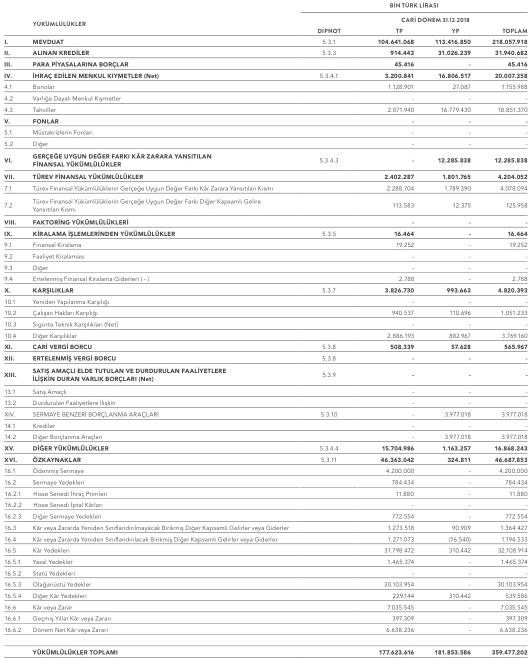 BİN TÜRK LİRASI
YÜKÜMLÜLÜKLER CARİ DÖNEM 31.12.2018
DİPNOT TP YP TOPLAM
I. MEVDUAT 5.3.1 104.641.068 113.416.850 218.057.918
II. ALINAN KREDİLER 5.3.3 914.443 31.026.239 31.940.682
III. PARA PİYASALARINA BORÇLAR 45.416 - 45.416
IV. İHRAÇ EDİLEN MENKUL KIYMETLER (Net) 5.3.4.1 3.200.841 16.806.517 20.007.358
4.1 Bonolar 1.128.901 27.087 1.155.988
4.2 Varlığa Dayalı Menkul Kıymetler - - -
4.3 Tahviller 2.071.940 16.779.430 18.851.370
V. FONLAR - - -
5.1 Müstakrizlerin Fonları - - -
5.2 Diğer - - -
VI. GERÇEĞE UYGUN DEĞER FARKI KÂR ZARARA YANSITILAN
FİNANSAL YÜKÜMLÜLÜKLER 5.3.4.3 - 12.285.838 12.285.838
VII. TÜREV FİNANSAL YÜKÜMLÜLÜKLER 2.402.287 1.801.765 4.204.052
7.1 Türev Finansal Yükümlülüklerin Gerçeğe Uygun Değer Farkı Kâr Zarara Yansıtılan Kısmı 2.288.704 1.789.390 4.078.094
7.2 Türev Finansal Yükümlülüklerin Gerçeğe Uygun Değer Farkı Diğer Kapsamlı Gelire
Yansıtılan Kısmı 113.583 12.375 125.958
VIII. FAKTORİNG YÜKÜMLÜLÜKLERİ - - -
IX. KİRALAMA İŞLEMLERİNDEN YÜKÜMLÜLÜKLER 5.3.5 16.464 - 16.464
9.1 Finansal Kiralama 19.252 19.252
9.2 Faaliyet Kiralaması - - -
9.3 Diğer - - -
9.4 Ertelenmiş Finansal Kiralama Giderleri ( - ) 2.788 - 2.788
X. KARŞILIKLAR 5.3.7 3.826.730 993.663 4.820.393
10.1 Yeniden Yapılanma Karşılığı - - -
10.2 Çalışan Hakları Karşılığı 940.537 110.696 1.051.233
10.3 Sigorta Teknik Karşılıkları (Net) - - -
10.4 Diğer Karşılıklar 2.886.193 882.967 3.769.160
XI. CARİ VERGİ BORCU 5.3.8 508.339 57.628 565.967
XII. ERTELENMİŞ VERGİ BORCU 5.3.8 - - -
XIII. SATIŞ AMAÇLI ELDE TUTULAN VE DURDURULAN FAALİYETLERE
İLİŞKİN DURAN VARLIK BORÇLARI (Net) 5.3.9 - - -
13.1 Satış Amaçlı - - -
13.2 Durdurulan Faaliyetlere İlişkin - - -
XIV. SERMAYE BENZERİ BORÇLANMA ARAÇLARI 5.3.10 - 3.977.018 3.977.018
14.1 Krediler - - -
14.2 Diğer Borçlanma Araçları - 3.977.018 3.977.018
XV. DİĞER YÜKÜMLÜLÜKLER 5.3.4.4 15.704.986 1.163.257 16.868.243
XVI. ÖZKAYNAKLAR 5.3.11 46.363.042 324.811 46.687.853
16.1 Ödenmiş Sermaye 4.200.000 - 4.200.000
16.2 Sermaye Yedekleri 784.434 - 784.434
16.2.1 Hisse Senedi İhraç Primleri 11.880 - 11.880
16.2.2 Hisse Senedi İptal Kârları - - -
16.2.3 Diğer Sermaye Yedekleri 772.554 - 772.554
16.3 Kâr veya Zararda Yeniden Sınıflandırılmayacak Birikmiş Diğer Kapsamlı Gelirler veya Giderler 1.273.518 90.909 1.364.427
16.4 Kâr veya Zararda Yeniden Sınıflandırılacak Birikmiş Diğer Kapsamlı Gelirler veya Giderler 1.271.073 (76.540) 1.194.533
16.5 Kâr Yedekleri 31.798.472 310.442 32.108.914
16.5.1 Yasal Yedekler 1.465.374 - 1.465.374
16.5.2 Statü Yedekleri - - -
16.5.3 Olağanüstü Yedekler 30.103.954 - 30.103.954
16.5.4 Diğer Kâr Yedekleri 229.144 310.442 539.586
16.6 Kâr veya Zarar 7.035.545 - 7.035.545
16.6.1 Geçmiş Yıllar Kâr veya Zararı 397.309 - 397.309
16.6.2 Dönem Net Kâr veya Zararı 6.638.236 - 6.638.236
YÜKÜMLÜLÜKLER TOPLAMI 177.623.616 181.853.586 359.477.202